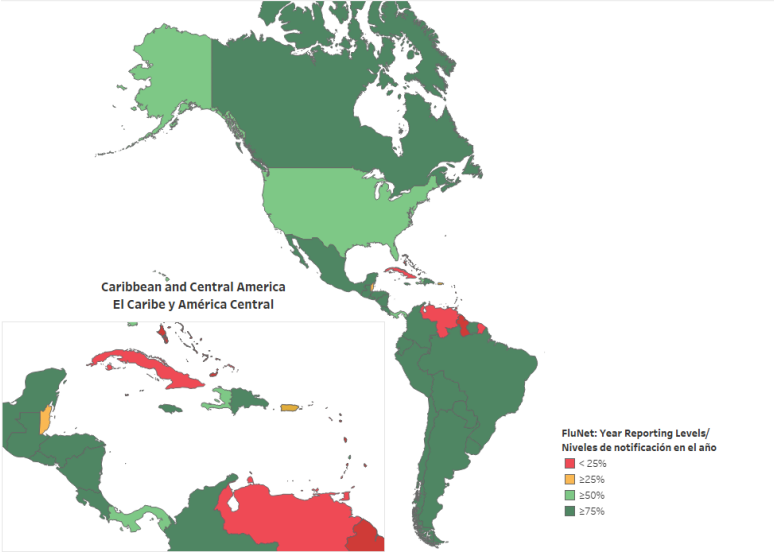 Caribbean and Central America
El Caribe y América Central
FluNet: Year Reporting Levels/
Niveles de notificación en el año
< 25%
≥25%
≥50%
≥75%